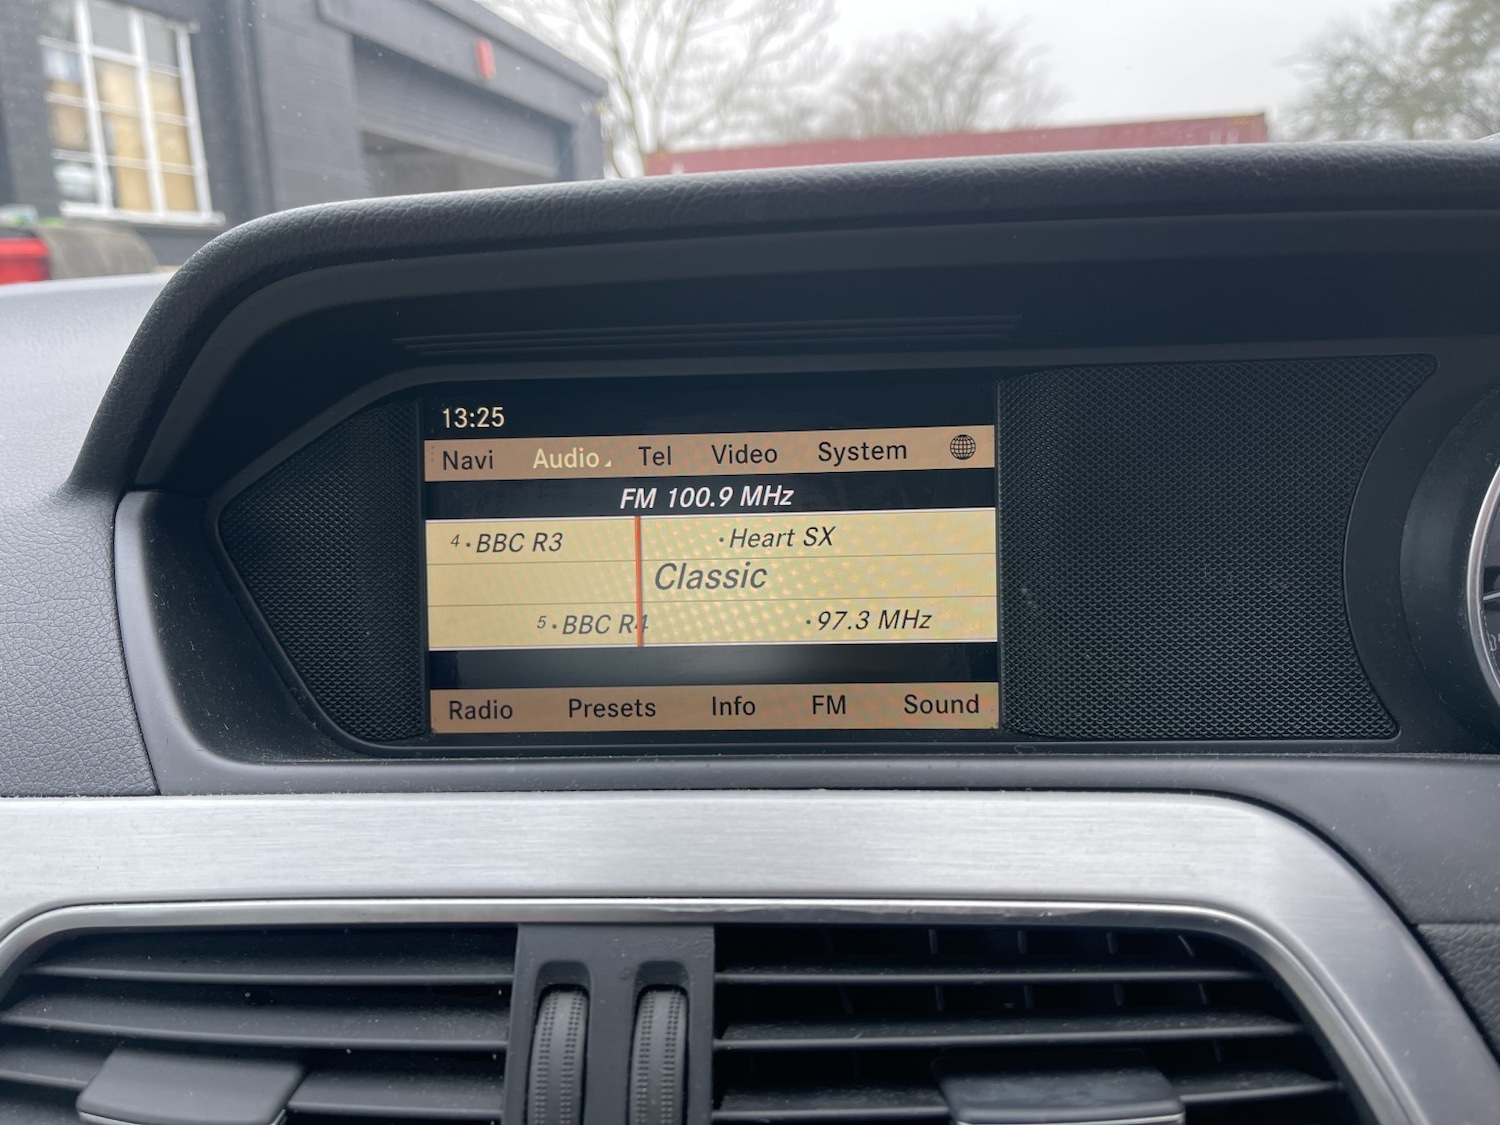 13:25
Navi Audio Tel Video System
FM 100.9 MHz
4 · BBC R3 · Heart SX
Classic
5 · BBC R4 · 97.3 MHz
Radio Presets Info FM Sound